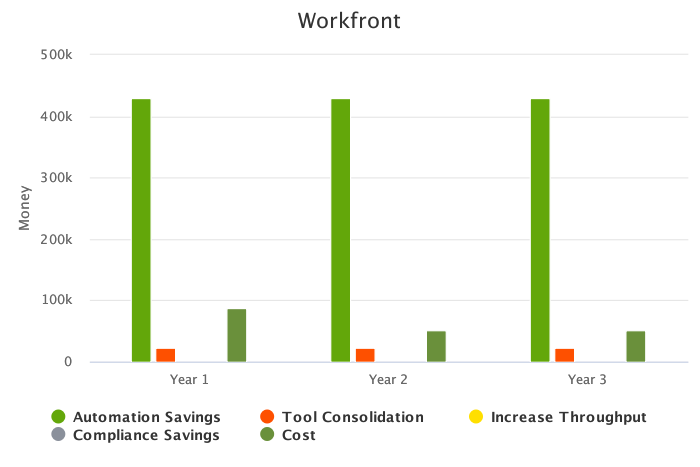 Workfront
500k
400k
300k
200k
100k
0
Money
Year 1 Year 2 Year 3
Automation Savings Tool Consolidation Increase Throughput
Compliance Savings Cost